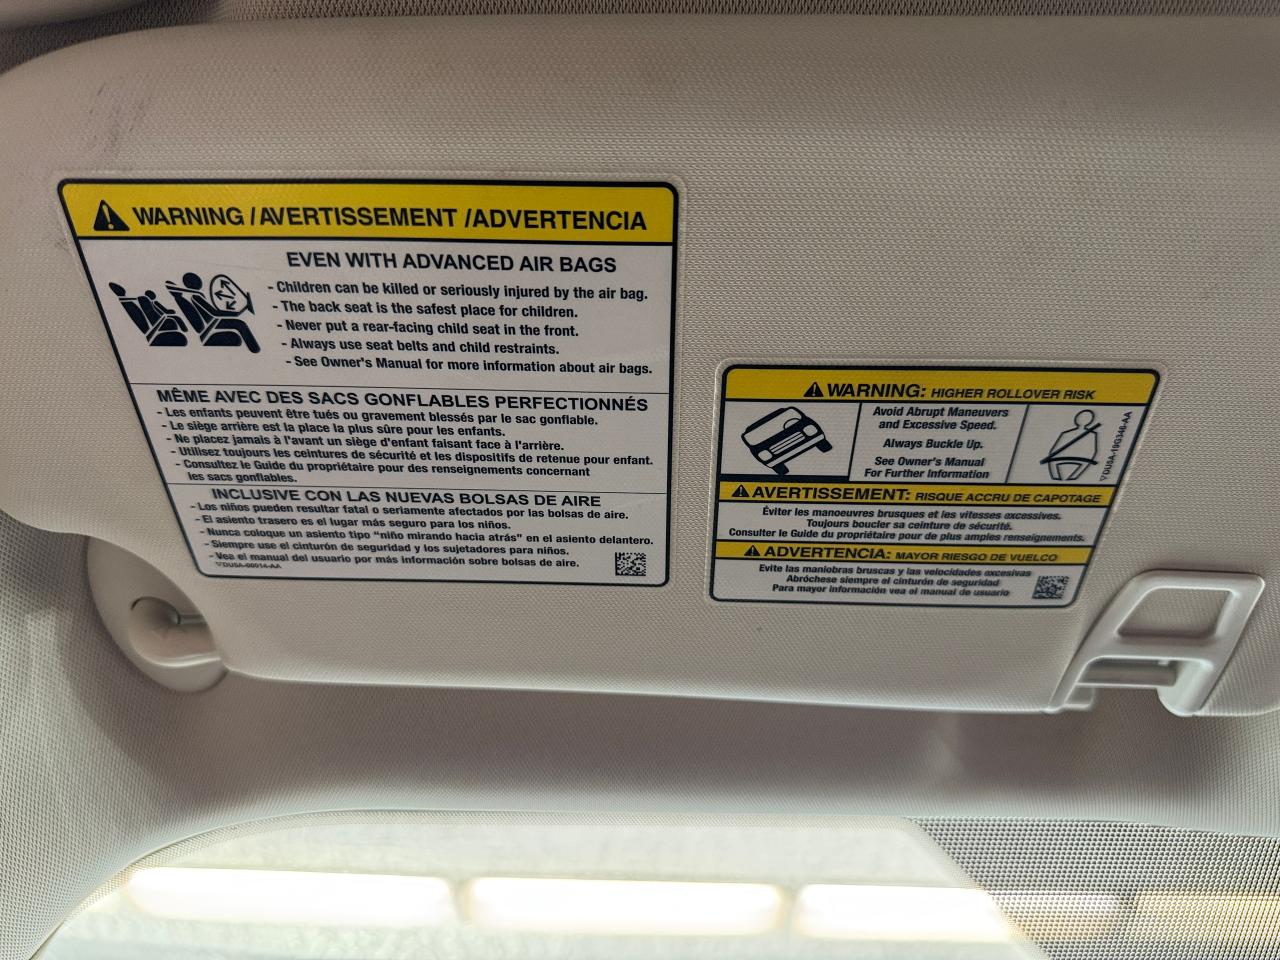 WARNING / AVERTISSEMENT / ADVERTENCIA
EVEN WITH ADVANCED AIR BAGS
- Children can be killed or seriously injured by the air bag.
- The back seat is the safest place for children.
- Never put a rear-facing child seat in the front.
- Always use seat belts and child restraints.
- See Owner's Manual for more information about air bags.
MÊME AVEC DES SACS GONFLABLES PERFECTIONNÉS
- Les enfants peuvent être tués ou gravement blessés par le sac gonflable.
- Le siège arrière est la place la plus sûre pour les enfants.
- Ne placez jamais à l'avant un siège d'enfant faisant face à l'arrière.
- Utilisez toujours les ceintures de sécurité et les dispositifs de retenue pour enfant.
- Consultez le Guide du propriétaire pour des renseignements concernant
les sacs gonflables.
INCLUSIVE CON LAS NUEVAS BOLSAS DE AIRE
- Los niños pueden resultar fatal o seriamente afectados por las bolsas de aire.
- El asiento trasero es el lugar más seguro para los niños.
- Nunca coloque un asiento tipo "niño mirando hacia atrás" en el asiento delantero.
- Siempre use el cinturón de seguridad y los sujetadores para niños.
- Vea el manual del usuario por más información sobre bolsas de aire.
WARNING: HIGHER ROLLOVER RISK
Avoid Abrupt Maneuvers
and Excessive Speed.
Always Buckle Up.
See Owner's Manual
For Further Information
AVERTISSEMENT: RISQUE ACCRU DE CAPOTAGE
Éviter les manoeuvres brusques et les vitesses excessives.
Toujours boucler sa ceinture de sécurité.
Consulter le Guide du propriétaire pour de plus amples renseignements.
ADVERTENCIA: MAYOR RIESGO DE VUELCO
Evite las maniobras bruscas y las velocidades excesivas
Abróchese siempre el cinturón de seguridad
Para mayor información vea el manual de usuario